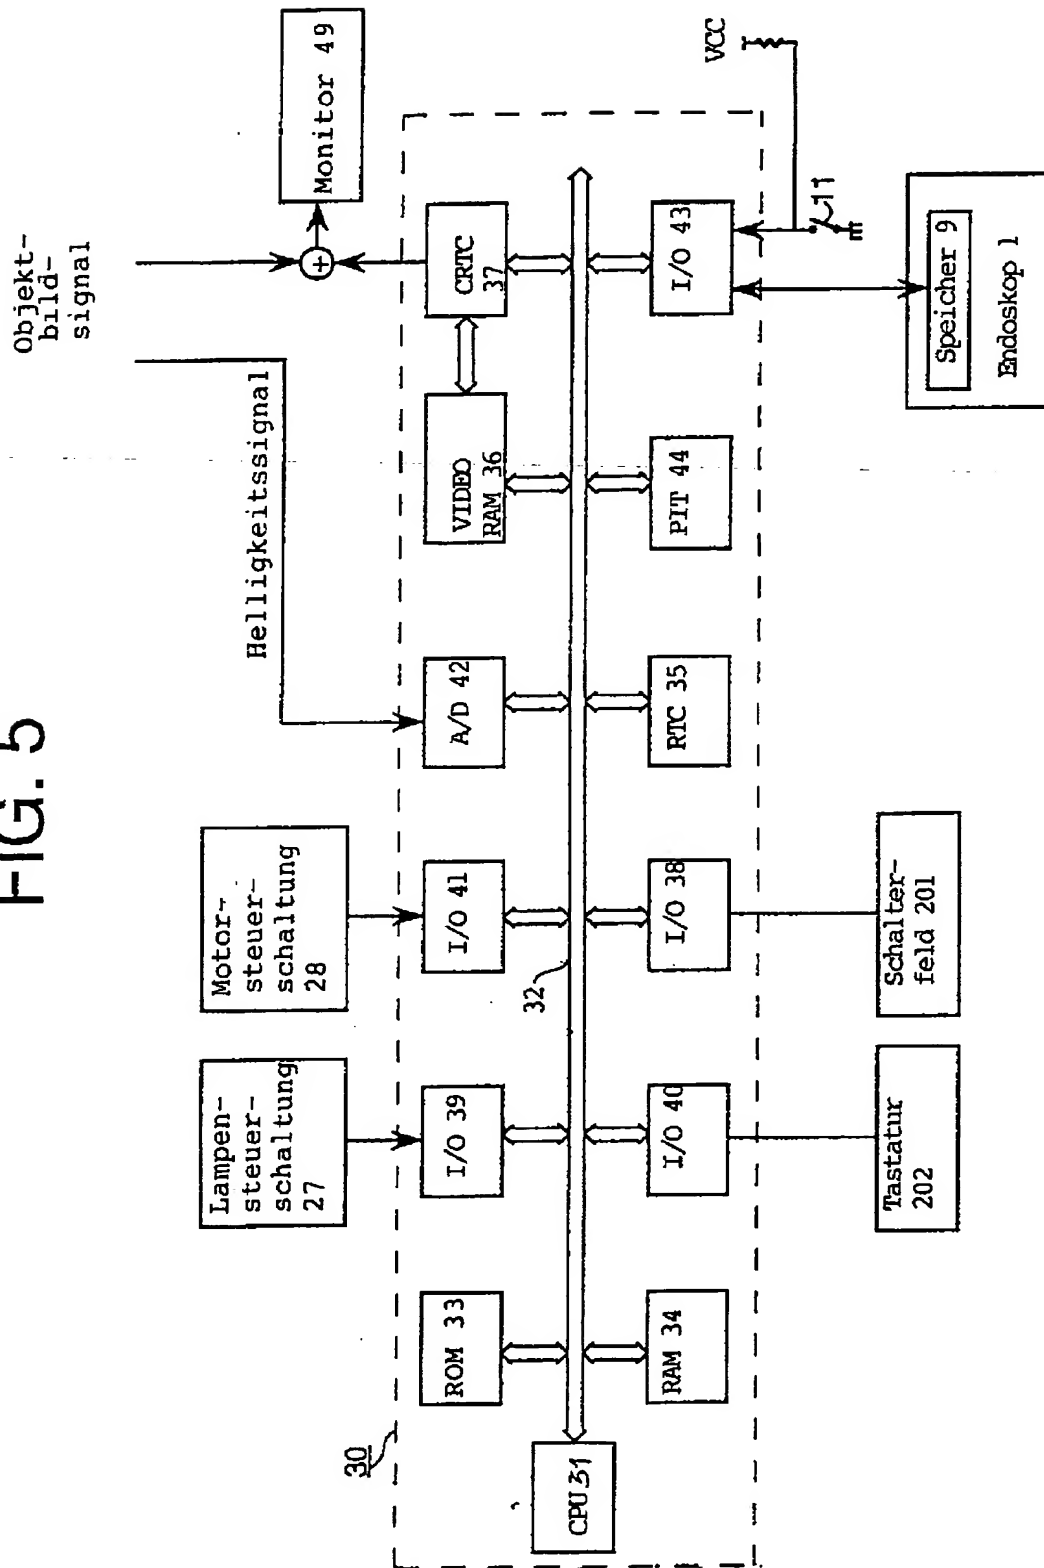 FIG. 5
Objekt-
bild-
signal
Helligkeitssignal
Monitor 49
VCC
Lampen-
steuer-
schaltung
27
Motor-
steuer-
schaltung
28
30
CPU 31
32
ROM 33
I/O 39
I/O 41
A/D 42
VIDEO
RAM 36
CRTC
37
RAM 34
I/O 40
I/O 38
RTC 35
PIT 44
I/O 43
11
Tastatur
202
Schalter-
feld 201
Speicher 9
Endoskop 1